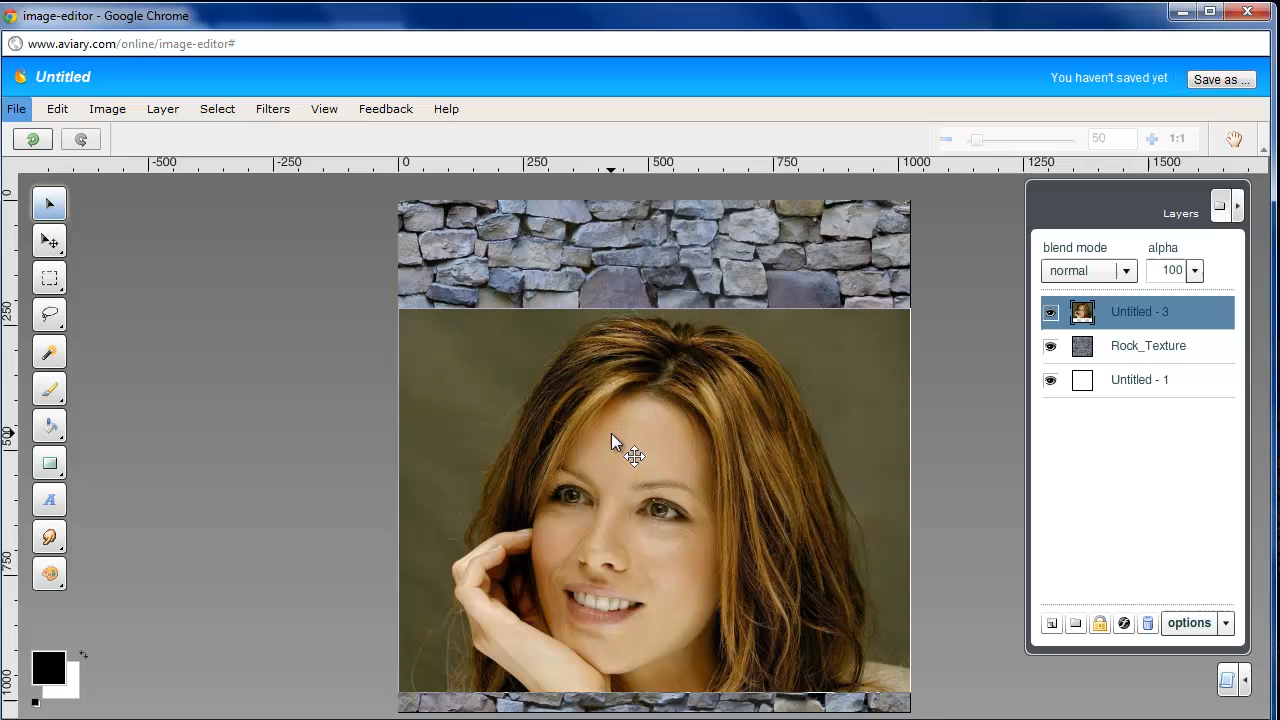 image-editor - Google Chrome
www.aviary.com/online/image-editor#
Untitled
You haven't saved yet
Save as ...
File Edit Image Layer Select Filters View Feedback Help
50
1:1
-500 -250 0 250 500 750 1000 1250 1500
0
250
500
750
1000
Layers
blend mode alpha
normal 100
Untitled - 3
Rock_Texture
Untitled - 1
A
options